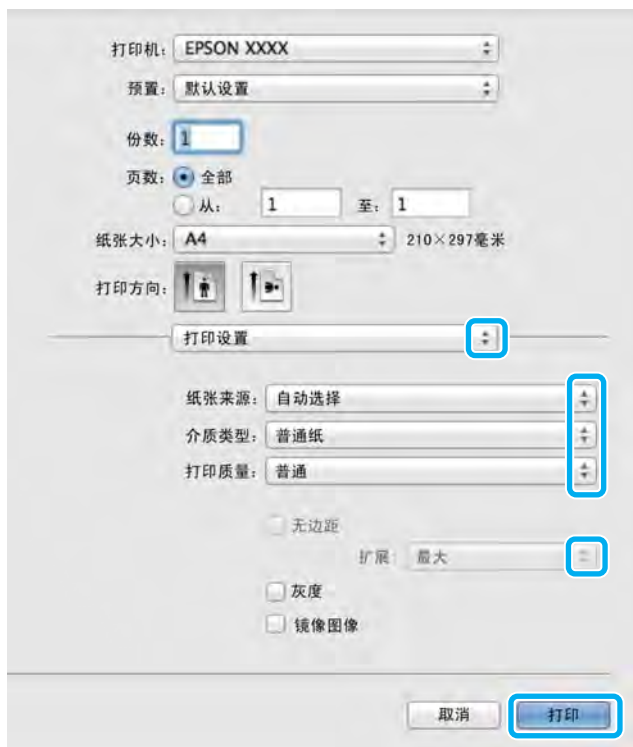 打印机: EPSON XXXX
预置: 默认设置
份数: 1
页数: 全部
从: 1 至: 1
纸张大小: A4 210×297毫米
打印方向:
打印设置
纸张来源: 自动选择
介质类型: 普通纸
打印质量: 普通
无边距
扩展 最大
灰度
镜像图像
取消 打印